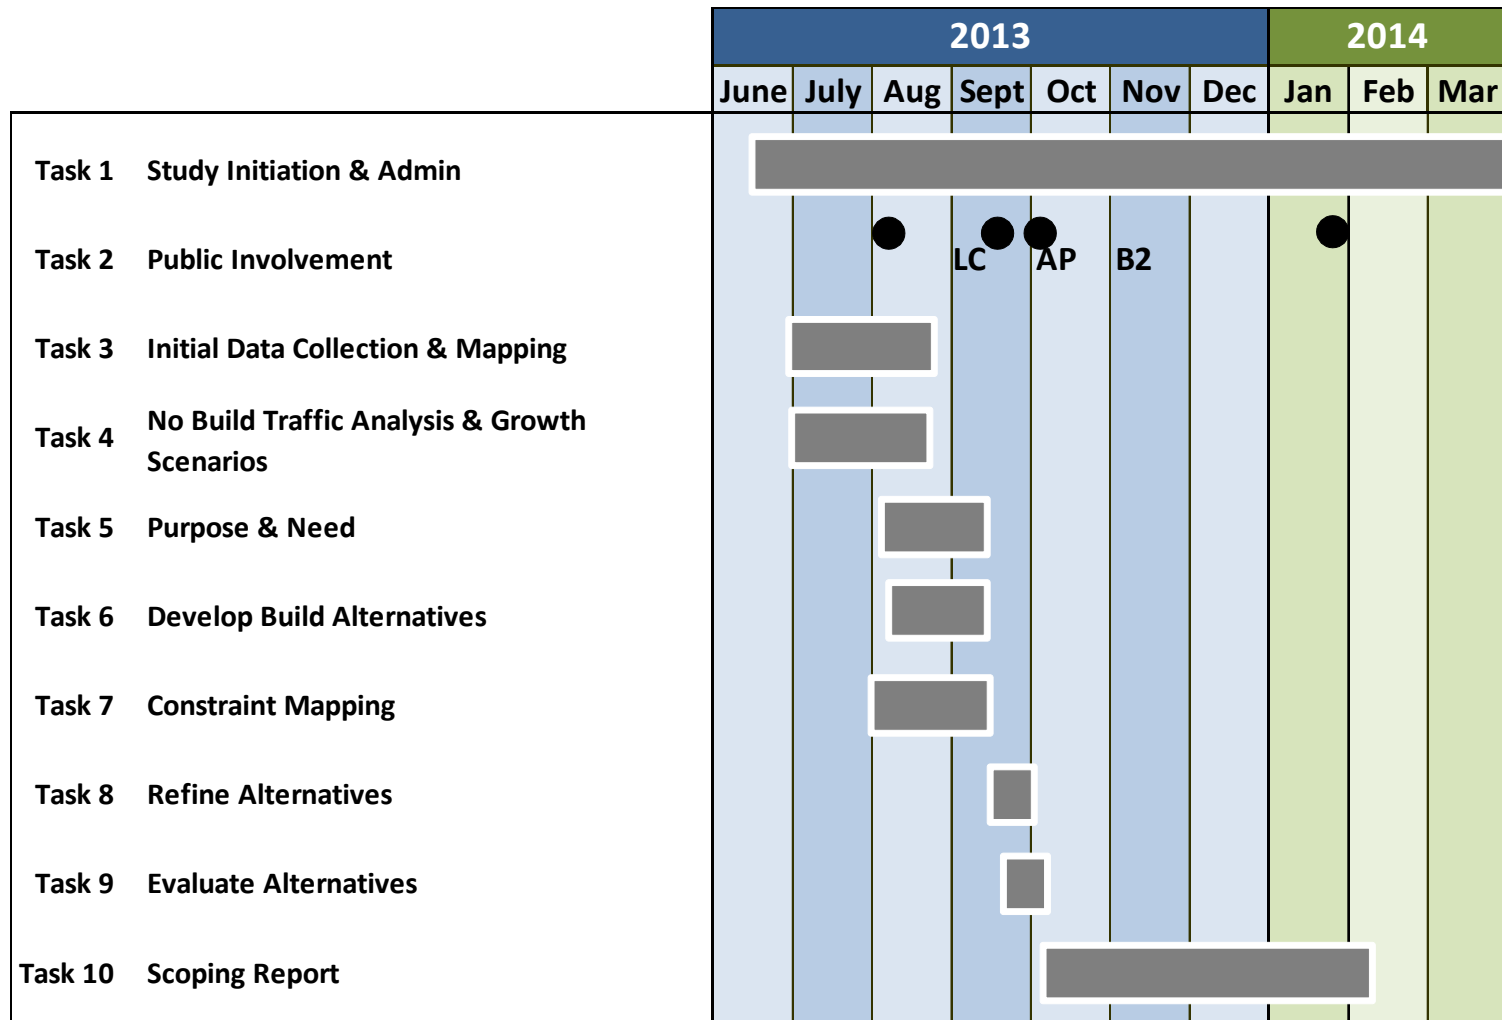 2013 2014
June July Aug Sept Oct Nov Dec Jan Feb Mar
Task 1 Study Initiation & Admin
Task 2 Public Involvement LC AP B2
Task 3 Initial Data Collection & Mapping
Task 4 No Build Traffic Analysis & Growth
Scenarios
Task 5 Purpose & Need
Task 6 Develop Build Alternatives
Task 7 Constraint Mapping
Task 8 Refine Alternatives
Task 9 Evaluate Alternatives
Task 10 Scoping Report